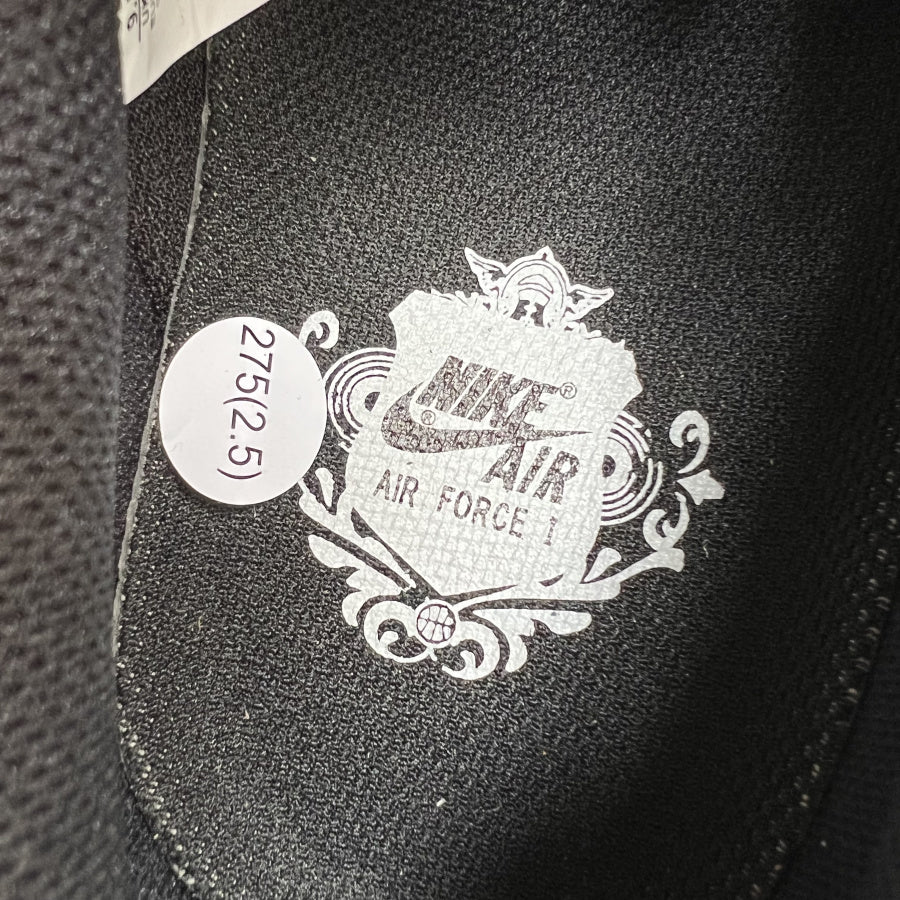 275(2.5)
NIKE®
AIR
AIR FORCE 1